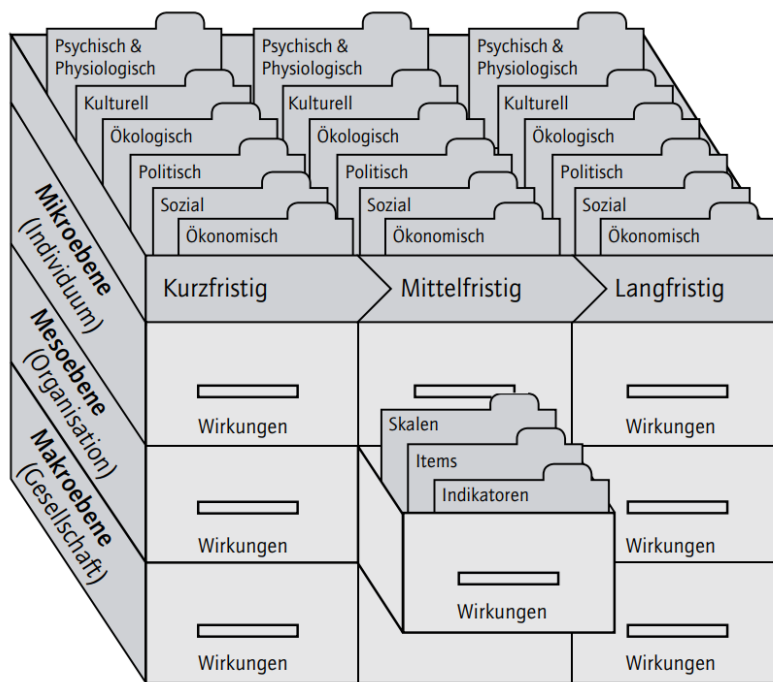 Psychisch &
Physiologisch
Kulturell
Ökologisch
Politisch
Sozial
Ökonomisch
Psychisch &
Physiologisch
Kulturell
Ökologisch
Politisch
Sozial
Ökonomisch
Psychisch &
Physiologisch
Kulturell
Ökologisch
Politisch
Sozial
Ökonomisch
Mikroebene
(Individuum)
Mesoebene
(Organisation)
Makroebene
(Gesellschaft)
Kurzfristig
Mittelfristig
Langfristig
Wirkungen
Wirkungen
Skalen
Items
Indikatoren
Wirkungen
Wirkungen
Wirkungen
Wirkungen
Wirkungen